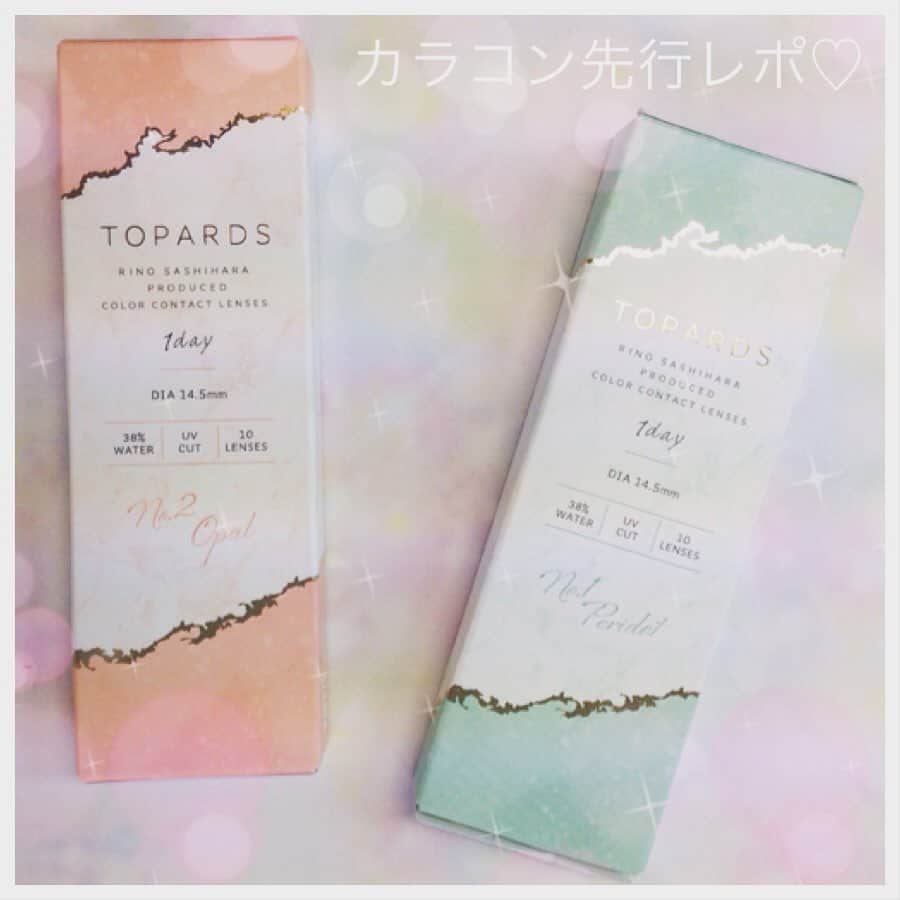 カラコン先行レポ♡
TOPARDS
RINO SASHIHARA
PRODUCED
COLOR CONTACT LENSES
1day
DIA 14.5mm
38% WATER
UV CUT
10 LENSES
No.2
Opal
TOPARDS
RINO SASHIHARA
PRODUCED
COLOR CONTACT LENSES
1day
DIA 14.5mm
38% WATER
UV CUT
10 LENSES
No.1
Peridot